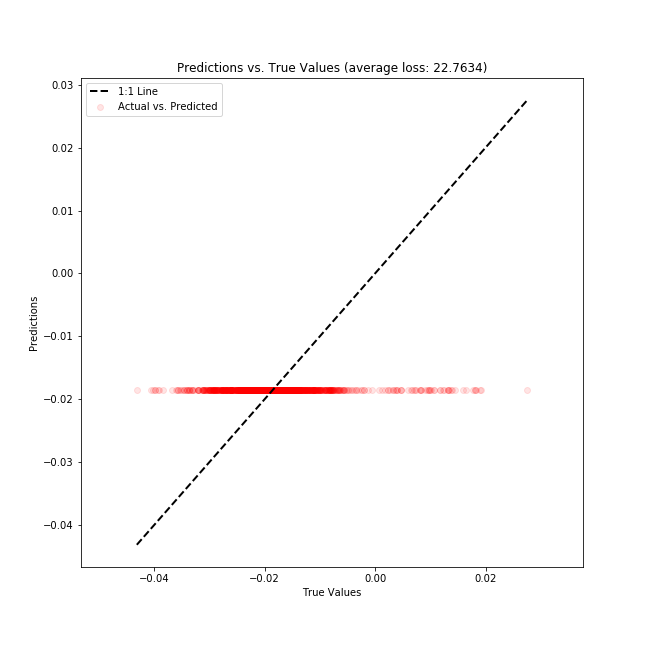 Predictions vs. True Values (average loss: 22.7634)
1:1 Line
Actual vs. Predicted
0.03
0.02
0.01
0.00
−0.01
−0.02
−0.03
−0.04
Predictions
−0.04
−0.02
0.00
0.02
True Values